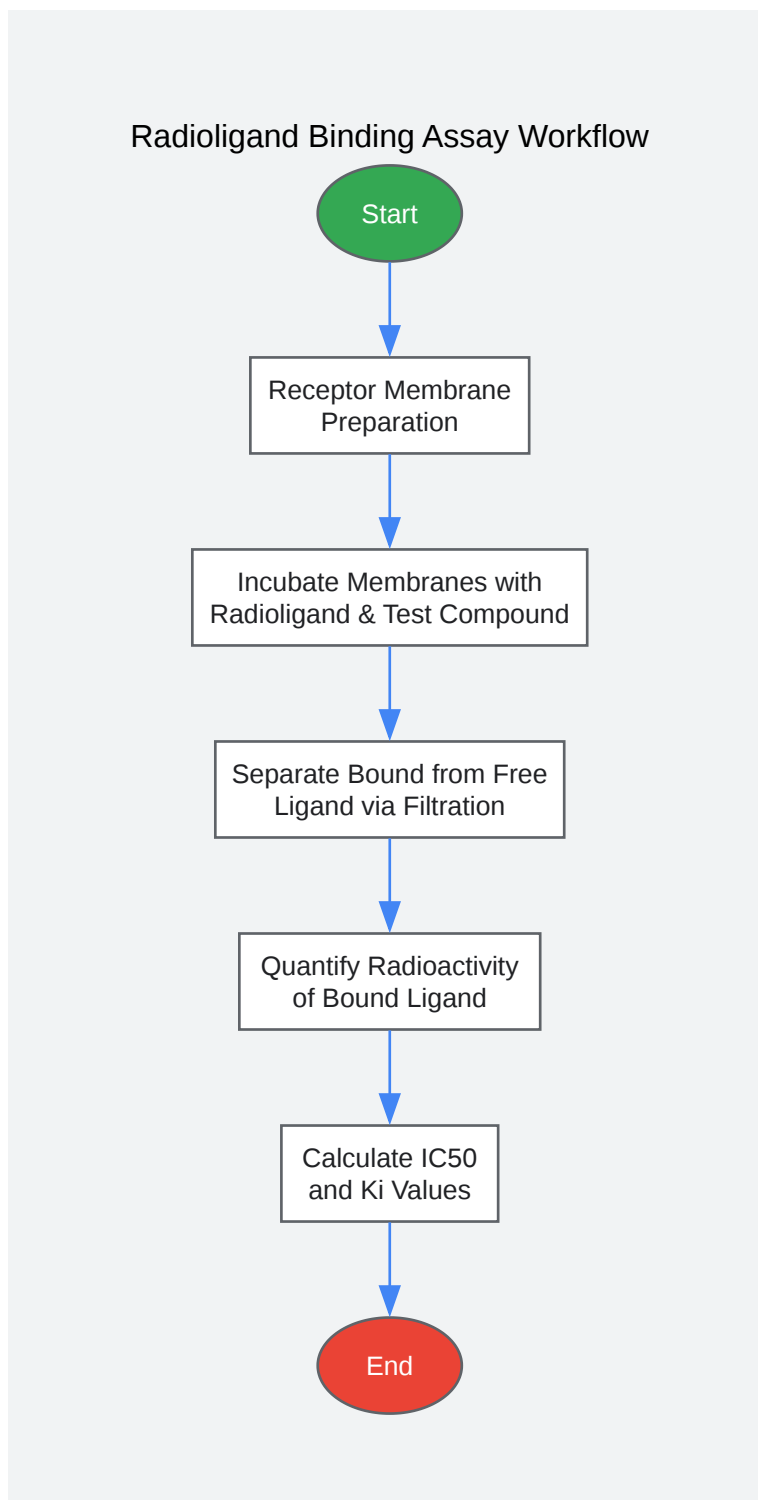 Radioligand Binding Assay Workflow
Start
Receptor Membrane
Preparation
Incubate Membranes with
Radioligand & Test Compound
Separate Bound from Free
Ligand via Filtration
Quantify Radioactivity
of Bound Ligand
Calculate IC50
and Ki Values
End